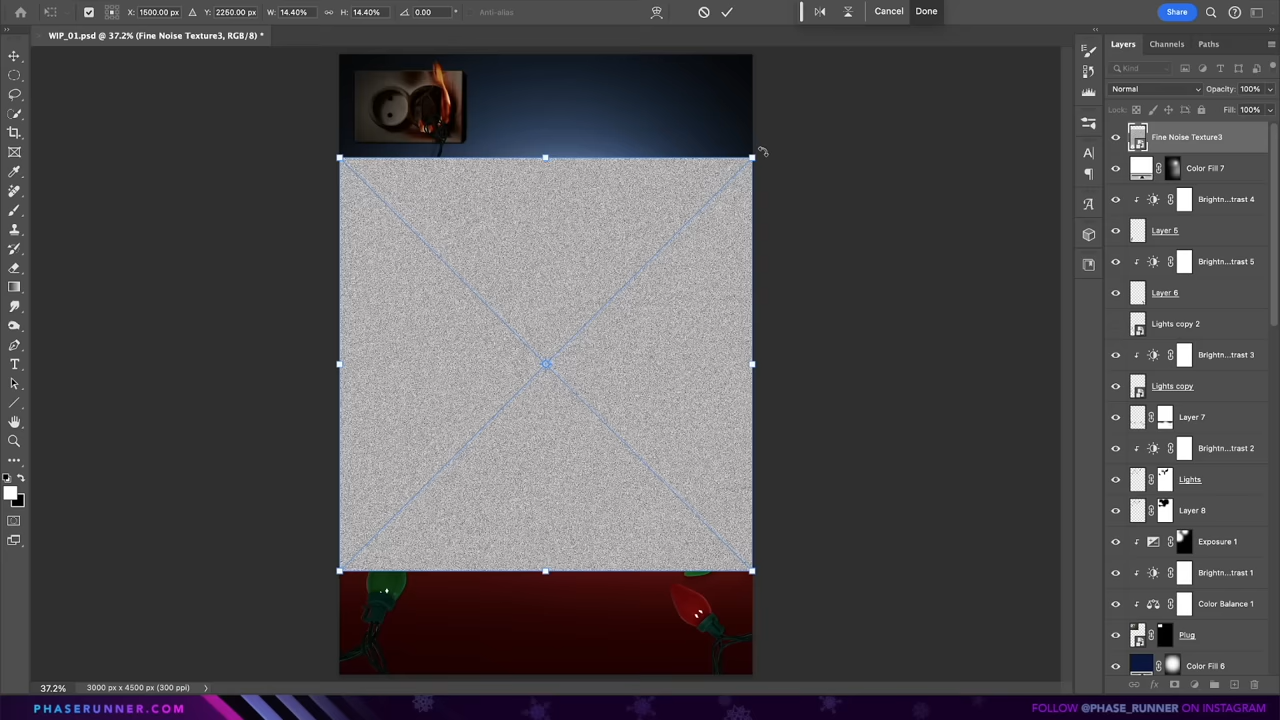 X: 1500.00 px Y: 2250.00 px W: 14.40% H: 14.40% 0.00 Anti-alias Cancel Done Share
WIP_01.psd @ 37.2% (Fine Noise Texture3, RGB/8) *
Layers Channels Paths
Kind
Normal Opacity: 100%
Lock: Fill: 100%
Fine Noise Texture3
Color Fill 7
Brightn...trast 4
Layer 5
Brightn...trast 5
Layer 6
Lights copy 2
Brightn...trast 3
Lights copy
Layer 7
Brightn...trast 2
Lights
Layer 8
Exposure 1
Brightn...trast 1
Color Balance 1
Plug
Color Fill 6
37.2% 3000 px x 4500 px (300 ppi)
PHASERUNNER.COM
FOLLOW @PHASE_RUNNER ON INSTAGRAM